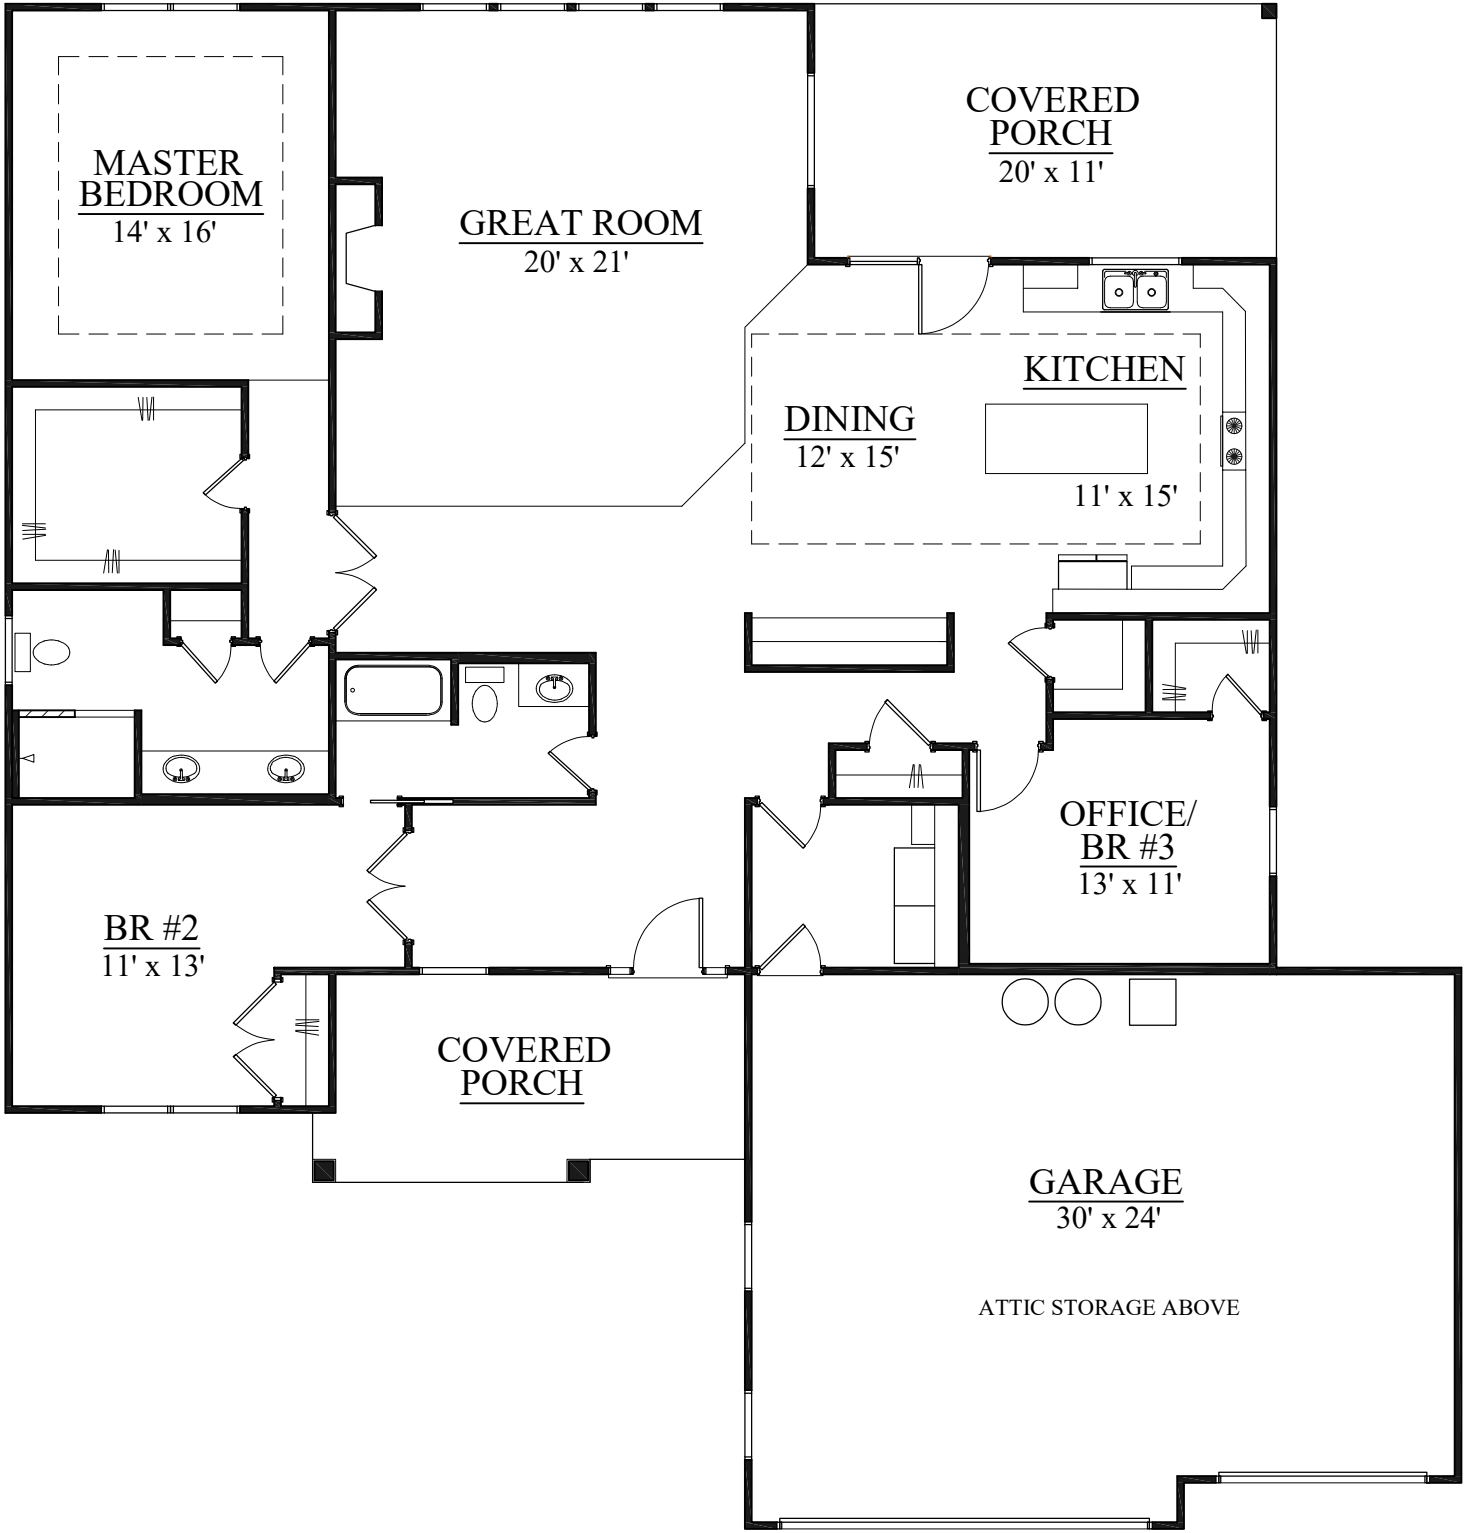 COVERED
PORCH
20' x 11'
MASTER
BEDROOM
14' x 16'
GREAT ROOM
20' x 21'
KITCHEN
11' x 15'
DINING
12' x 15'
OFFICE/
BR #3
13' x 11'
BR #2
11' x 13'
COVERED
PORCH
GARAGE
30' x 24'
ATTIC STORAGE ABOVE